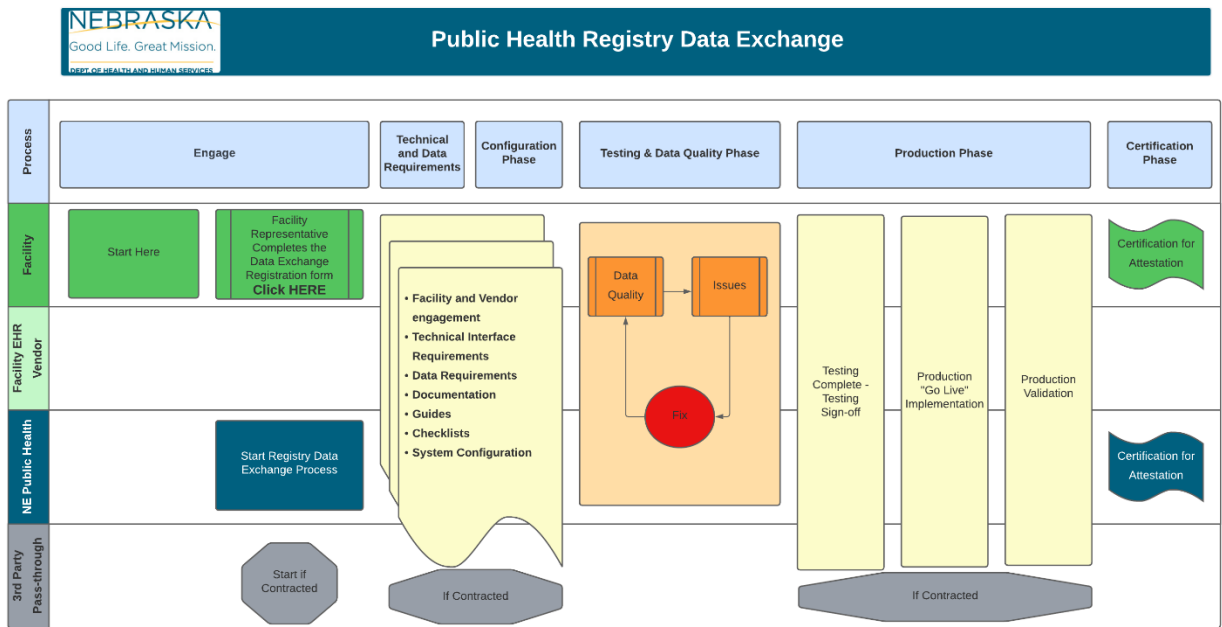 NEBRASKA
Good Life. Great Mission.
DEPT. OF HEALTH AND HUMAN SERVICES
Public Health Registry Data Exchange
Process
Engage
Technical
and Data
Requirements
Configuration
Phase
Testing & Data Quality Phase
Production Phase
Certification
Phase
Facility
Start Here
Facility
Representative
Completes the
Data Exchange
Registration form
Click HERE
• Facility and Vendor
engagement
• Technical Interface
Requirements
• Data Requirements
• Documentation
• Guides
• Checklists
• System Configuration
Data
Quality
Issues
Fix
Testing
Complete -
Testing
Sign-off
Production
"Go Live"
Implementation
Production
Validation
Certification for
Attestation
Facility EHR
Vendor
NE Public Health
Start Registry Data
Exchange Process
Certification for
Attestation
3rd Party
Pass-through
Start if
Contracted
If Contracted
If Contracted